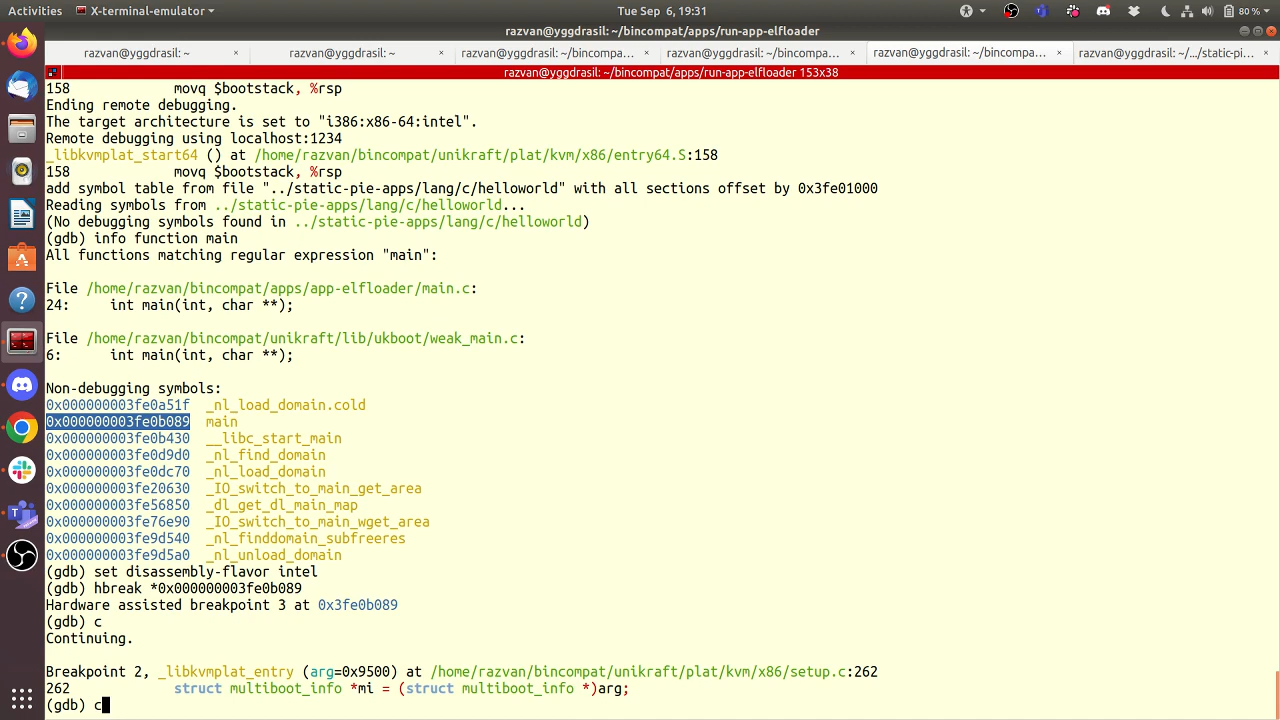 Activities
X-terminal-emulator
Tue Sep 6, 19:31
80 %
razvan@yggdrasil: ~/bincompat/apps/run-app-elfloader
razvan@yggdrasil: ~ ×
razvan@yggdrasil: ~ ×
razvan@yggdrasil: ~/bincompa... ×
razvan@yggdrasil: ~/bincompa... ×
razvan@yggdrasil: ~/bincompa... ×
razvan@yggdrasil: ~/.../static-pi... ×
razvan@yggdrasil: ~/bincompat/apps/run-app-elfloader 153x38
158             movq $bootstack, %rsp
Ending remote debugging.
The target architecture is set to "i386:x86-64:intel".
Remote debugging using localhost:1234
_libkvmplat_start64 () at /home/razvan/bincompat/unikraft/plat/kvm/x86/entry64.S:158
158             movq $bootstack, %rsp
add symbol table from file "../static-pie-apps/lang/c/helloworld" with all sections offset by 0x3fe01000
Reading symbols from ../static-pie-apps/lang/c/helloworld...
(No debugging symbols found in ../static-pie-apps/lang/c/helloworld)
(gdb) info function main
All functions matching regular expression "main":
File /home/razvan/bincompat/apps/app-elfloader/main.c:
24:     int main(int, char **);
File /home/razvan/bincompat/unikraft/lib/ukboot/weak_main.c:
6:      int main(int, char **);
Non-debugging symbols:
0x000000003fe0a51f  _nl_load_domain.cold
0x000000003fe0b089  main
0x000000003fe0b430  __libc_start_main
0x000000003fe0d9d0  _nl_find_domain
0x000000003fe0dc70  _nl_load_domain
0x000000003fe20630  _IO_switch_to_main_get_area
0x000000003fe56850  _dl_get_dl_main_map
0x000000003fe76e90  _IO_switch_to_main_wget_area
0x000000003fe9d540  _nl_finddomain_subfreeres
0x000000003fe9d5a0  _nl_unload_domain
(gdb) set disassembly-flavor intel
(gdb) hbreak *0x000000003fe0b089
Hardware assisted breakpoint 3 at 0x3fe0b089
(gdb) c
Continuing.
Breakpoint 2, _libkvmplat_entry (arg=0x9500) at /home/razvan/bincompat/unikraft/plat/kvm/x86/setup.c:262
262             struct multiboot_info *mi = (struct multiboot_info *)arg;
(gdb) c